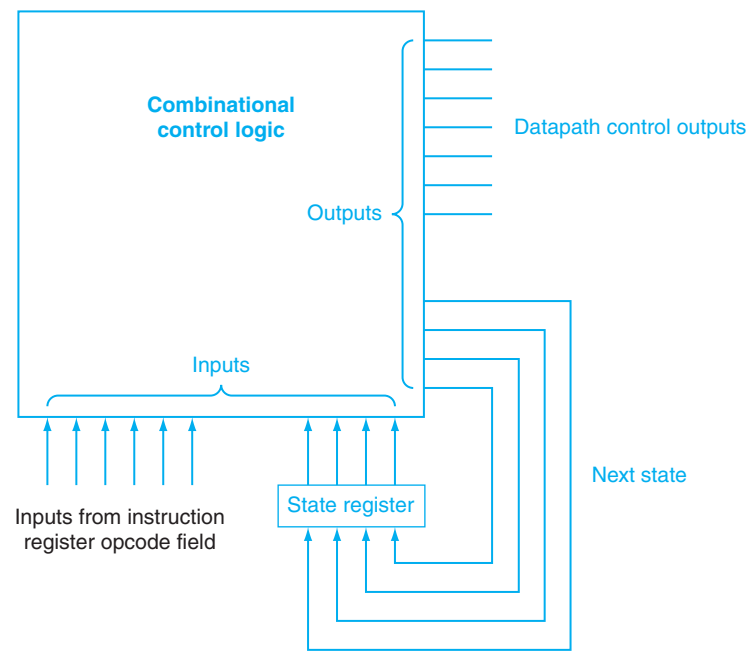 Combinational
control logic
Datapath control outputs
Outputs
Inputs
Next state
State register
Inputs from instruction
register opcode field